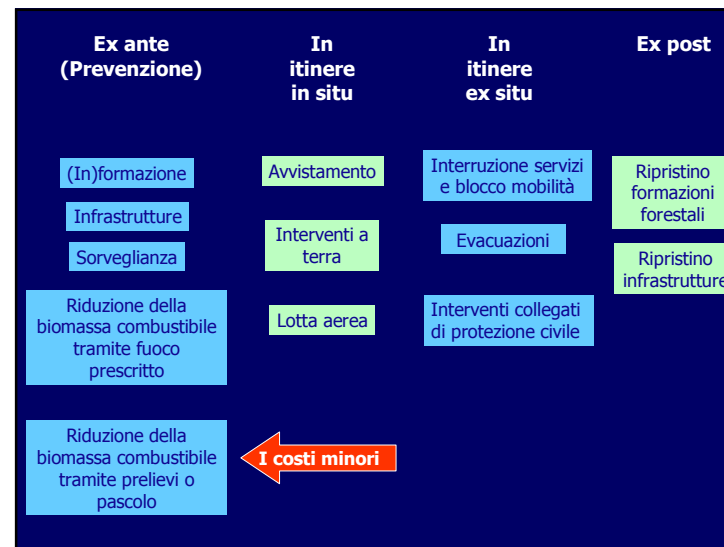 Ex ante
(Prevenzione)
In
itinere
in situ
In
itinere
ex situ
Ex post
(In)formazione
Infrastrutture
Sorveglianza
Riduzione della
biomassa combustibile
tramite fuoco
prescritto
Riduzione della
biomassa combustibile
tramite prelievi o
pascolo
Avvistamento
Interventi a
terra
Lotta aerea
I costi minori
Interruzione servizi
e blocco mobilità
Evacuazioni
Interventi collegati
di protezione civile
Ripristino
formazioni
forestali
Ripristino
infrastrutture